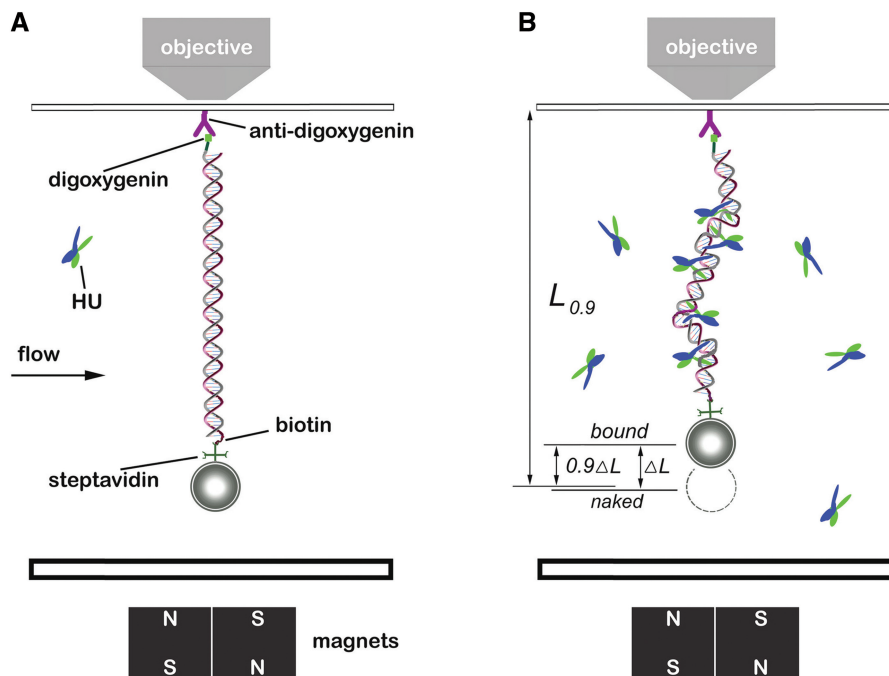 A
objective
anti-digoxygenin
digoxygenin
HU
flow
biotin
steptavidin
N S
S N
magnets
B
objective
L0.9
bound
0.9△L △L
naked
N S
S N